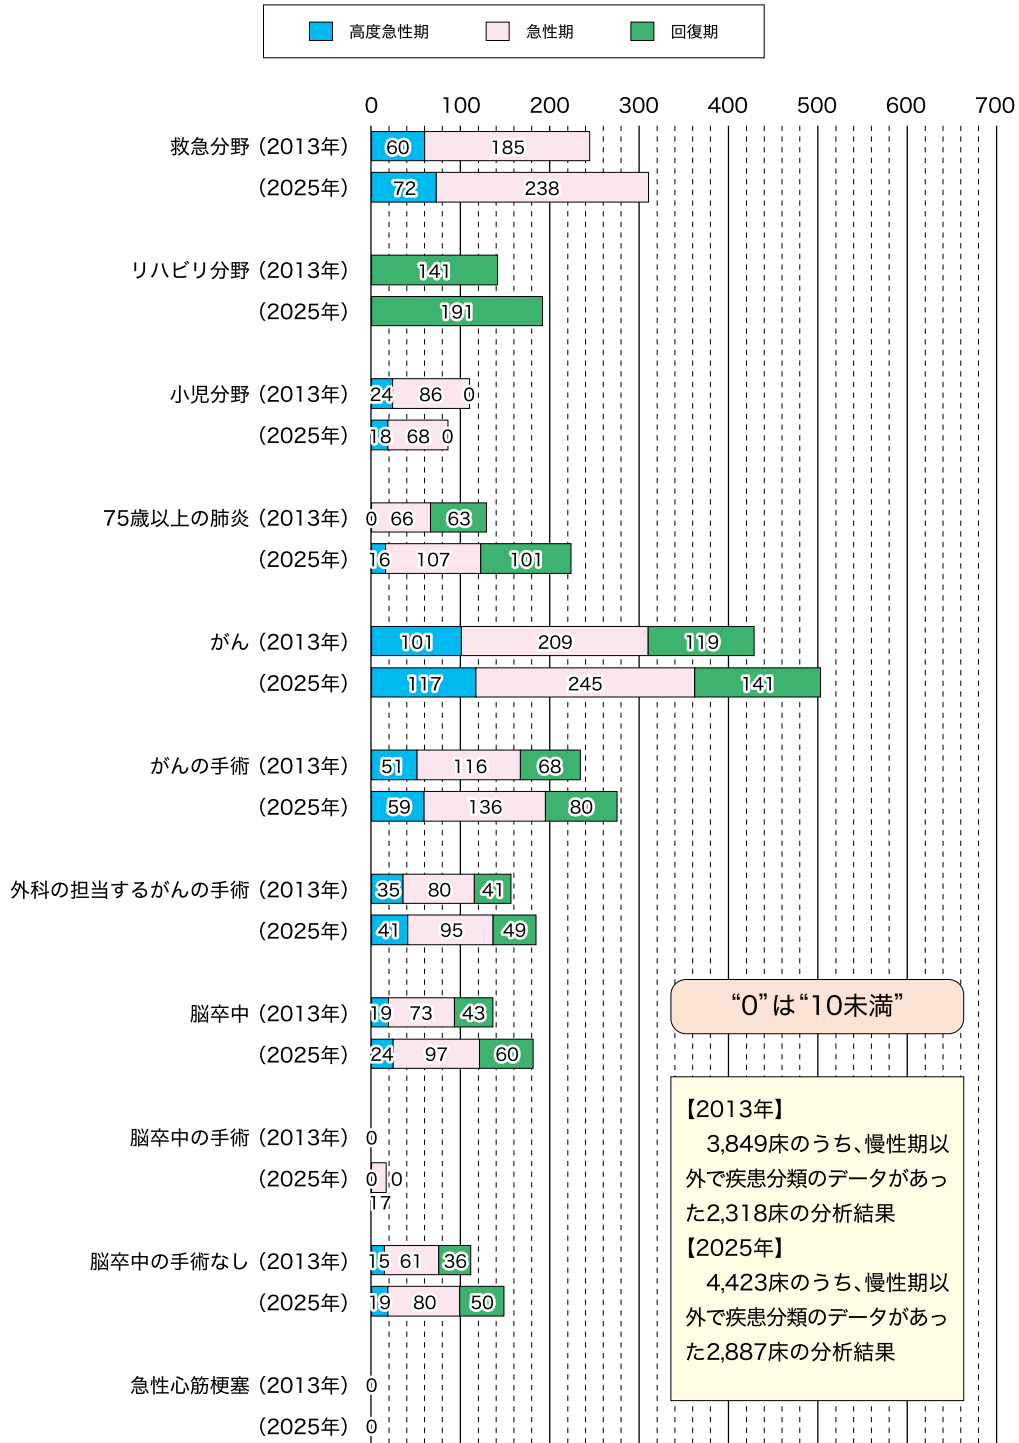 高度急性期 急性期 回復期
0 100 200 300 400 500 600 700
救急分野（2013年） 60 185
（2025年） 72 238
リハビリ分野（2013年） 141
（2025年） 191
小児分野（2013年） 24 86 0
（2025年） 18 68 0
75歳以上の肺炎（2013年） 0 66 63
（2025年） 16 107 101
がん（2013年） 101 209 119
（2025年） 117 245 141
がんの手術（2013年） 51 116 68
（2025年） 59 136 80
外科の担当するがんの手術（2013年） 35 80 41
（2025年） 41 95 49
脳卒中（2013年） 19 73 43
（2025年） 24 97 60
脳卒中の手術（2013年） 0
（2025年） 0 0
17
脳卒中の手術なし（2013年） 15 61 36
（2025年） 19 80 50
急性心筋梗塞（2013年） 0
（2025年） 0
“0”は“10未満”
【2013年】
3,849床のうち、慢性期以
外で疾患分類のデータがあっ
た2,318床の分析結果
【2025年】
4,423床のうち、慢性期以
外で疾患分類のデータがあっ
た2,887床の分析結果